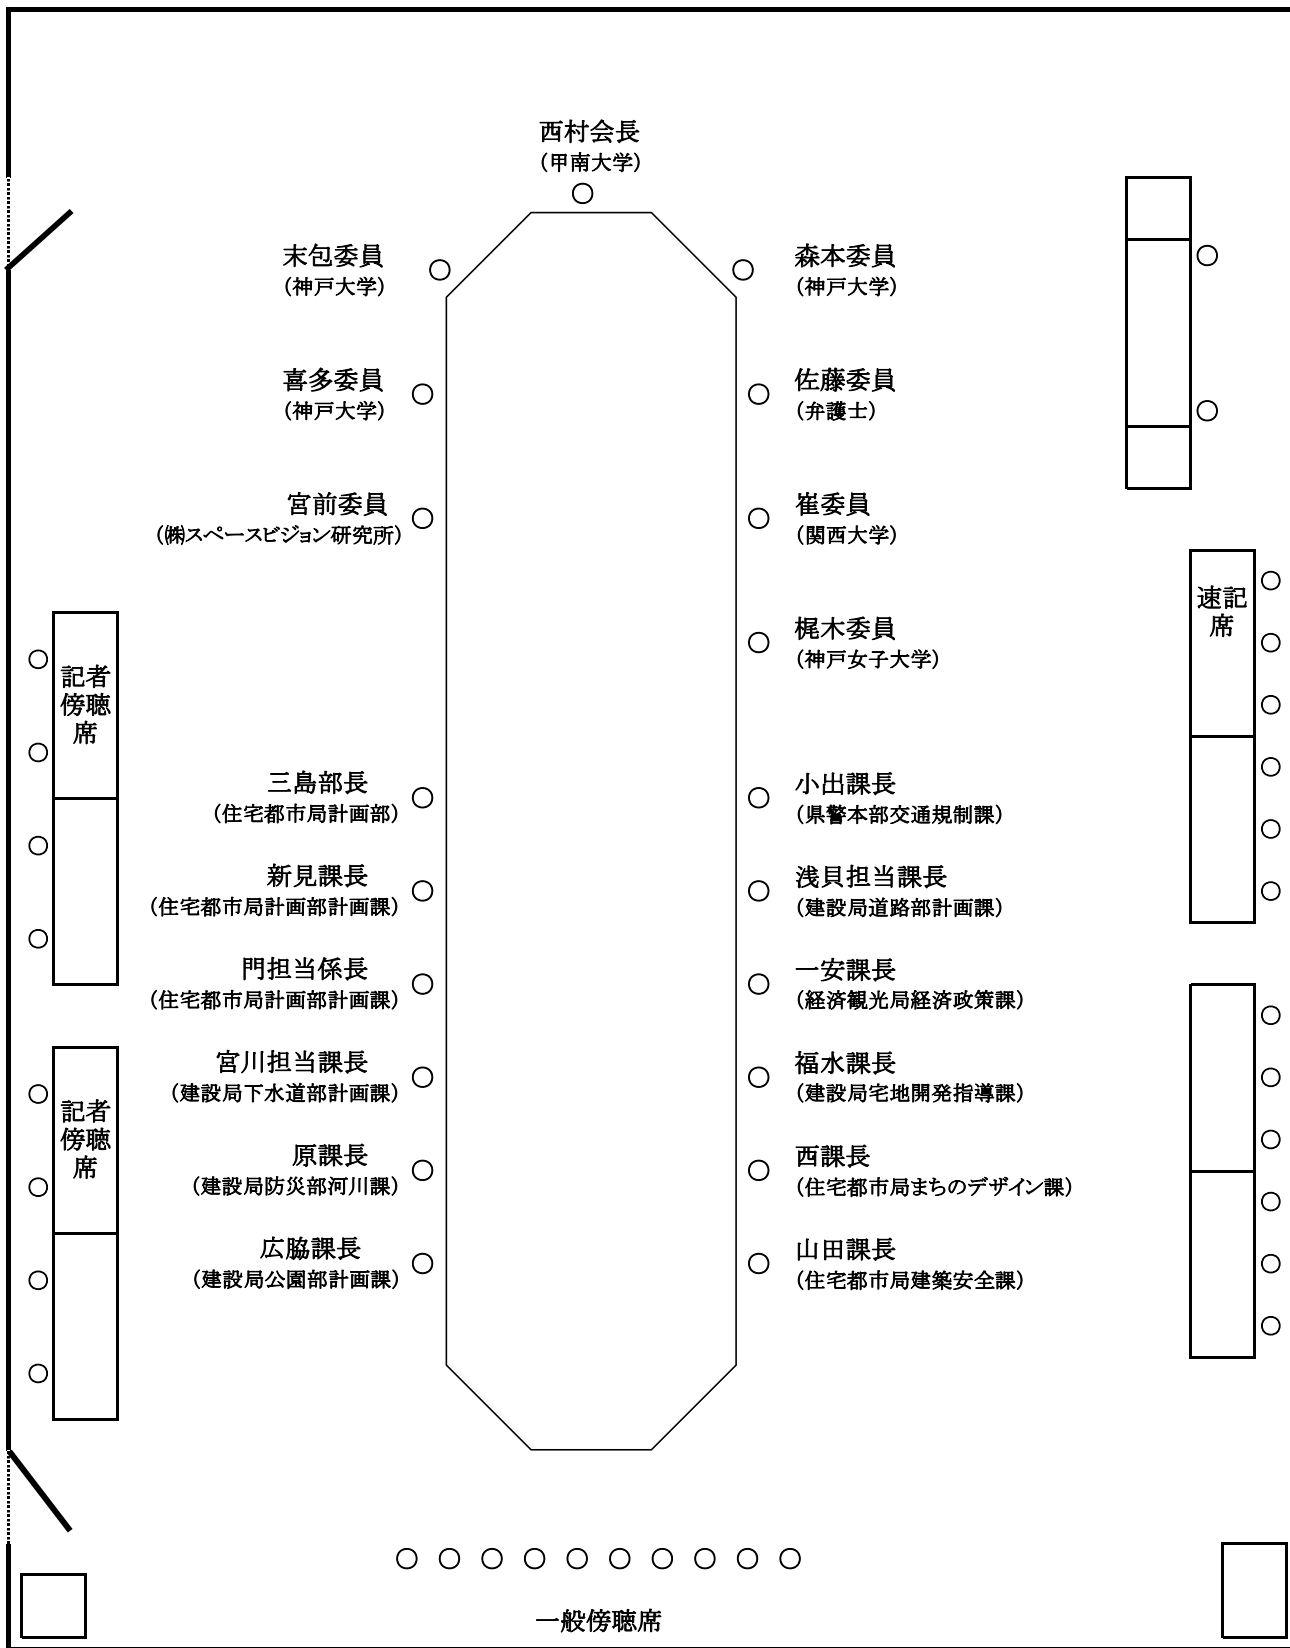 西村会長
（甲南大学）
末包委員
（神戸大学）
森本委員
（神戸大学）
喜多委員
（神戸大学）
佐藤委員
（弁護士）
宮前委員
（㈱スペースビジョン研究所）
崔委員
（関西大学）
梶木委員
（神戸女子大学）
速記
席
記者
傍聴
席
三島部長
（住宅都市局計画部）
小出課長
（県警本部交通規制課）
新見課長
（住宅都市局計画部計画課）
浅貝担当課長
（建設局道路部計画課）
門担当係長
（住宅都市局計画部計画課）
一安課長
（経済観光局経済政策課）
宮川担当課長
（建設局下水道部計画課）
福水課長
（建設局宅地開発指導課）
記者
傍聴
席
原課長
（建設局防災部河川課）
西課長
（住宅都市局まちのデザイン課）
広脇課長
（建設局公園部計画課）
山田課長
（住宅都市局建築安全課）
一般傍聴席